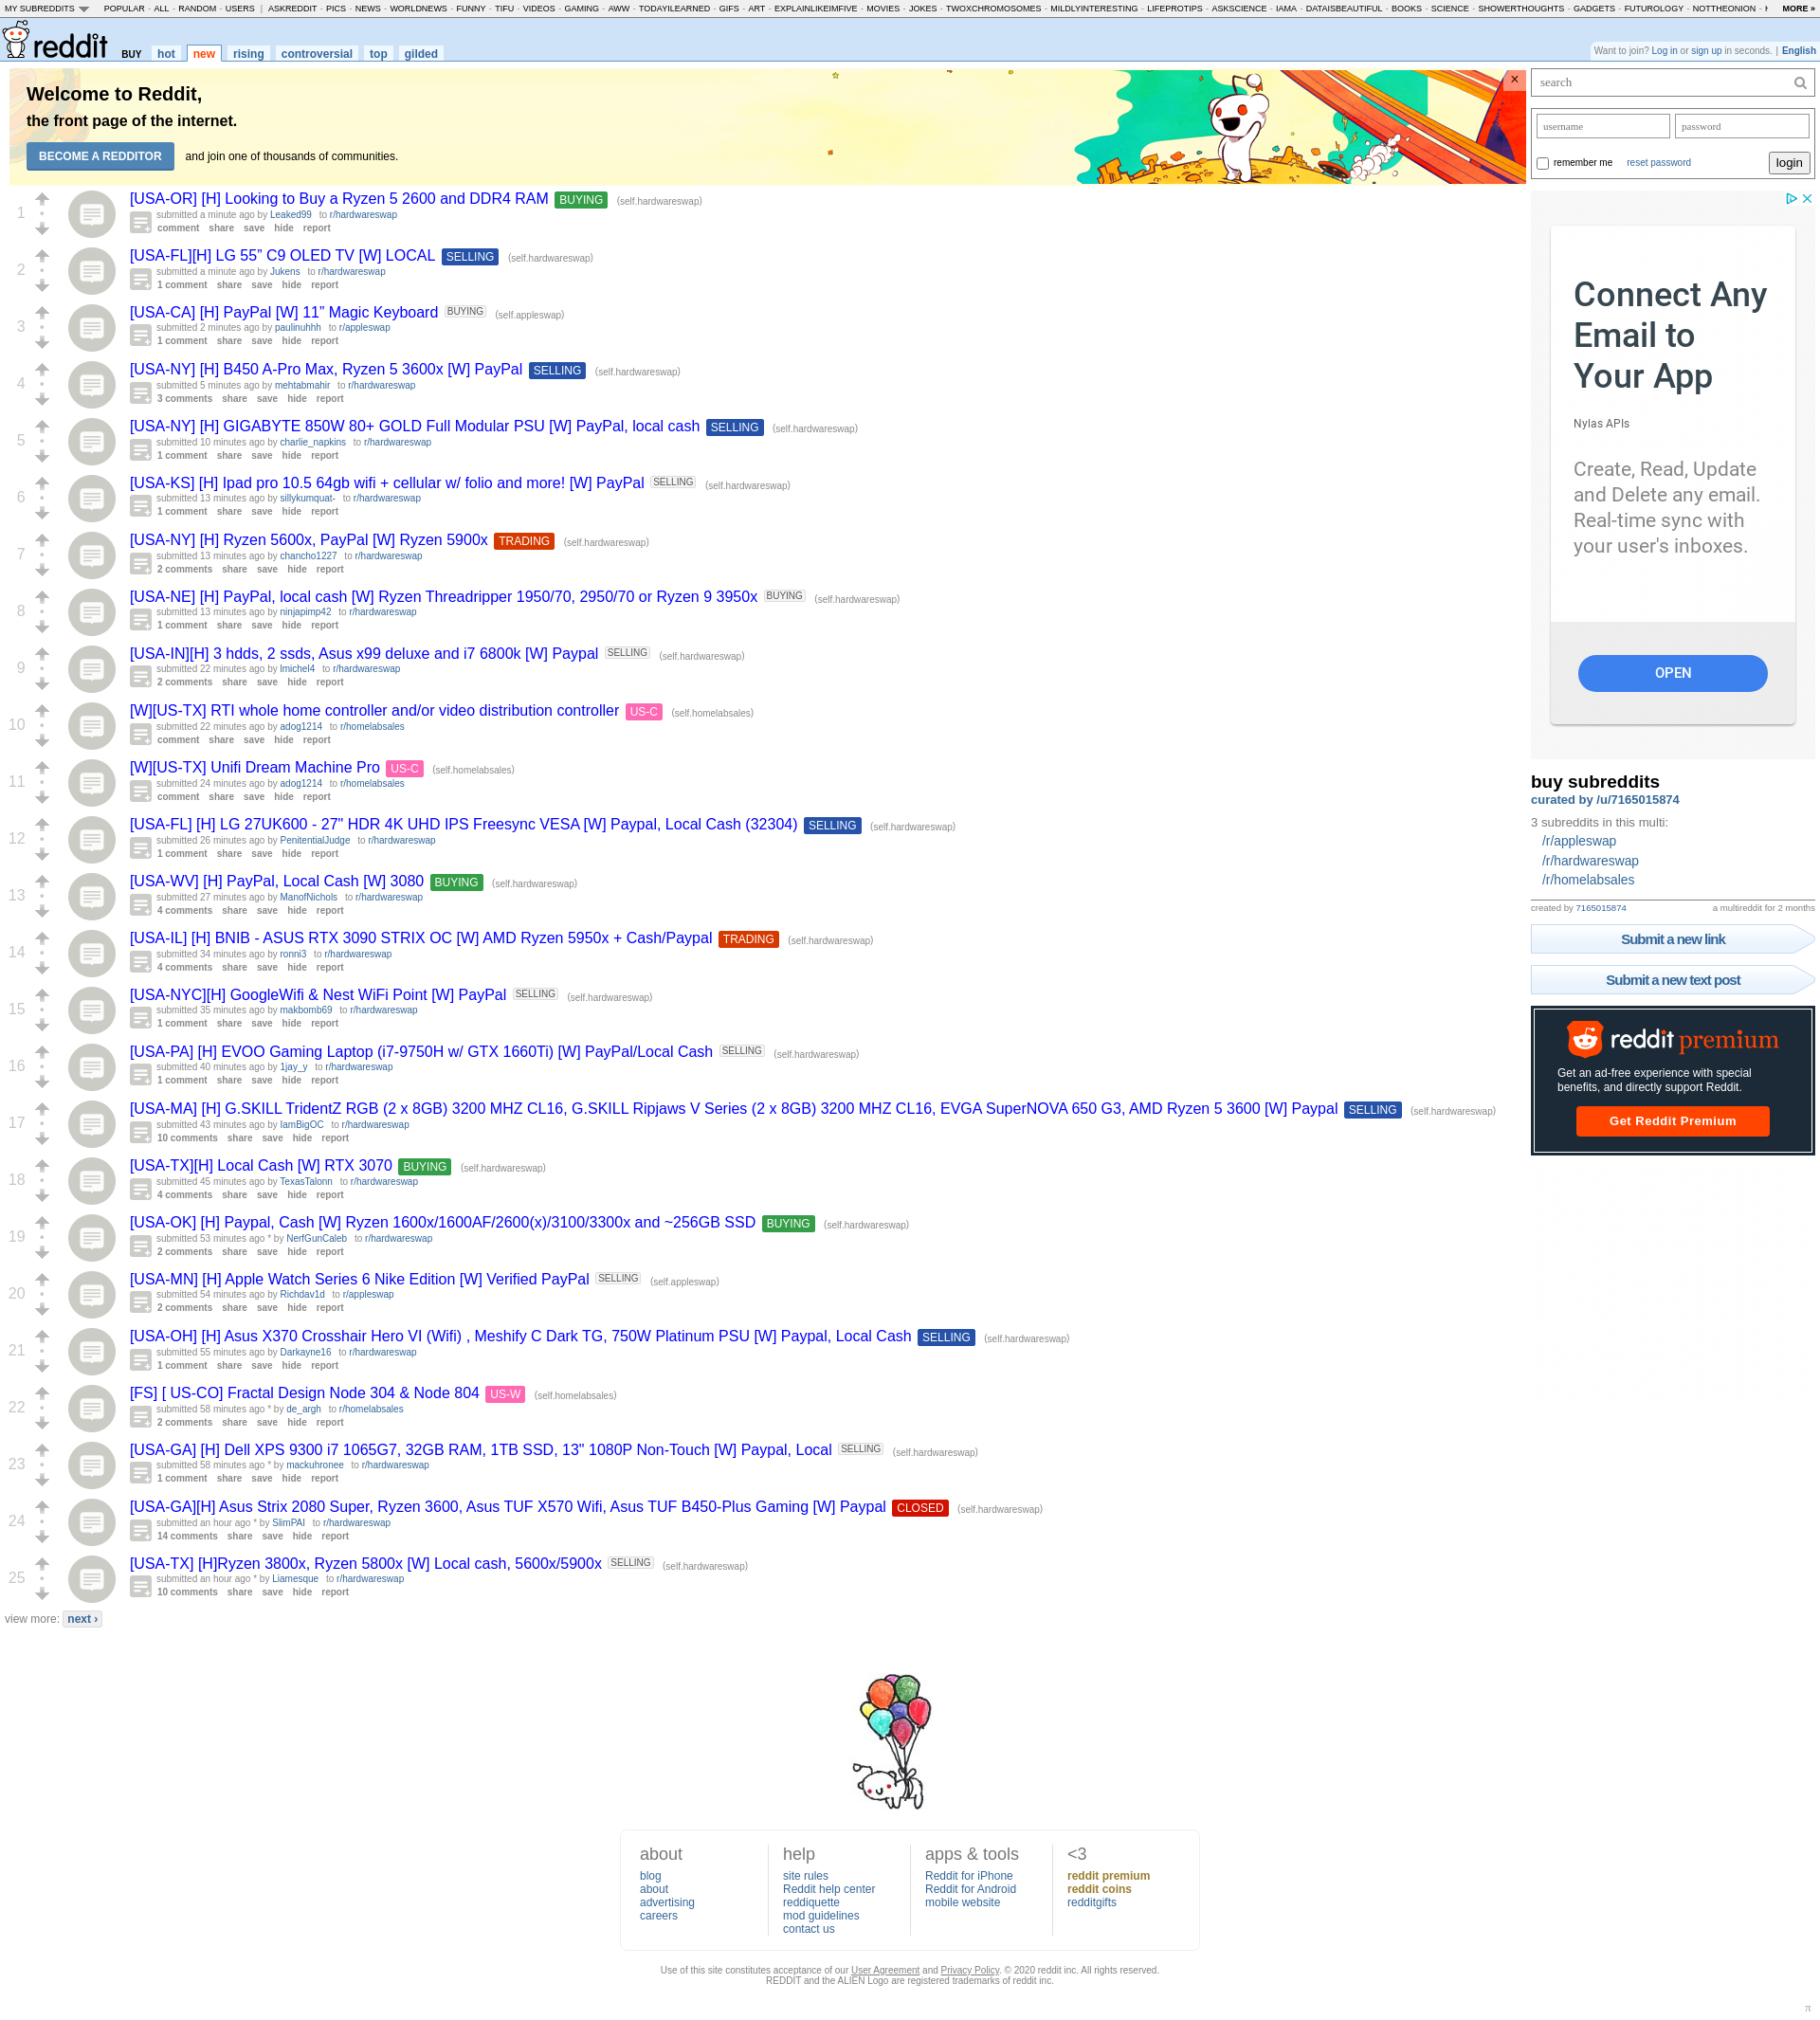 MY SUBREDDITS POPULAR - ALL - RANDOM - USERS | ASKREDDIT - PICS - NEWS - WORLDNEWS - FUNNY - TIFU - VIDEOS - GAMING - AWW - TODAYILEARNED - GIFS - ART - EXPLAINLIKEIMFIVE - MOVIES - JOKES - TWOXCHROMOSOMES - MILDLYINTERESTING - LIFEPROTIPS - ASKSCIENCE - IAMA - DATAISBEAUTIFUL - BOOKS - SCIENCE - SHOWERTHOUGHTS - GADGETS - FUTUROLOGY - NOTTHEONION - MORE »
reddit BUY hot new rising controversial top gilded
Want to join? Log in or sign up in seconds. | English
Welcome to Reddit,
the front page of the internet.
BECOME A REDDITOR and join one of thousands of communities.
×
1
[USA-OR] [H] Looking to Buy a Ryzen 5 2600 and DDR4 RAM BUYING (self.hardwareswap)
submitted a minute ago by Leaked99 to r/hardwareswap
comment share save hide report
2
[USA-FL][H] LG 55” C9 OLED TV [W] LOCAL SELLING (self.hardwareswap)
submitted a minute ago by Jukens to r/hardwareswap
1 comment share save hide report
3
[USA-CA] [H] PayPal [W] 11” Magic Keyboard BUYING (self.appleswap)
submitted 2 minutes ago by paulinuhhh to r/appleswap
1 comment share save hide report
4
[USA-NY] [H] B450 A-Pro Max, Ryzen 5 3600x [W] PayPal SELLING (self.hardwareswap)
submitted 5 minutes ago by mehtabmahir to r/hardwareswap
3 comments share save hide report
5
[USA-NY] [H] GIGABYTE 850W 80+ GOLD Full Modular PSU [W] PayPal, local cash SELLING (self.hardwareswap)
submitted 10 minutes ago by charlie_napkins to r/hardwareswap
1 comment share save hide report
6
[USA-KS] [H] Ipad pro 10.5 64gb wifi + cellular w/ folio and more! [W] PayPal SELLING (self.hardwareswap)
submitted 13 minutes ago by sillykumquat- to r/hardwareswap
1 comment share save hide report
7
[USA-NY] [H] Ryzen 5600x, PayPal [W] Ryzen 5900x TRADING (self.hardwareswap)
submitted 13 minutes ago by chancho1227 to r/hardwareswap
2 comments share save hide report
8
[USA-NE] [H] PayPal, local cash [W] Ryzen Threadripper 1950/70, 2950/70 or Ryzen 9 3950x BUYING (self.hardwareswap)
submitted 13 minutes ago by ninjapimp42 to r/hardwareswap
1 comment share save hide report
9
[USA-IN][H] 3 hdds, 2 ssds, Asus x99 deluxe and i7 6800k [W] Paypal SELLING (self.hardwareswap)
submitted 22 minutes ago by lmichel4 to r/hardwareswap
2 comments share save hide report
10
[W][US-TX] RTI whole home controller and/or video distribution controller US-C (self.homelabsales)
submitted 22 minutes ago by adog1214 to r/homelabsales
comment share save hide report
11
[W][US-TX] Unifi Dream Machine Pro US-C (self.homelabsales)
submitted 24 minutes ago by adog1214 to r/homelabsales
comment share save hide report
12
[USA-FL] [H] LG 27UK600 - 27" HDR 4K UHD IPS Freesync VESA [W] Paypal, Local Cash (32304) SELLING (self.hardwareswap)
submitted 26 minutes ago by PenitentialJudge to r/hardwareswap
1 comment share save hide report
13
[USA-WV] [H] PayPal, Local Cash [W] 3080 BUYING (self.hardwareswap)
submitted 27 minutes ago by ManofNichols to r/hardwareswap
4 comments share save hide report
14
[USA-IL] [H] BNIB - ASUS RTX 3090 STRIX OC [W] AMD Ryzen 5950x + Cash/Paypal TRADING (self.hardwareswap)
submitted 34 minutes ago by ronni3 to r/hardwareswap
4 comments share save hide report
15
[USA-NYC][H] GoogleWifi & Nest WiFi Point [W] PayPal SELLING (self.hardwareswap)
submitted 35 minutes ago by makbomb69 to r/hardwareswap
1 comment share save hide report
16
[USA-PA] [H] EVOO Gaming Laptop (i7-9750H w/ GTX 1660Ti) [W] PayPal/Local Cash SELLING (self.hardwareswap)
submitted 40 minutes ago by 1jay_y to r/hardwareswap
1 comment share save hide report
17
[USA-MA] [H] G.SKILL TridentZ RGB (2 x 8GB) 3200 MHZ CL16, G.SKILL Ripjaws V Series (2 x 8GB) 3200 MHZ CL16, EVGA SuperNOVA 650 G3, AMD Ryzen 5 3600 [W] Paypal SELLING (self.hardwareswap)
submitted 43 minutes ago by IamBigOC to r/hardwareswap
10 comments share save hide report
18
[USA-TX][H] Local Cash [W] RTX 3070 BUYING (self.hardwareswap)
submitted 45 minutes ago by TexasTalonn to r/hardwareswap
4 comments share save hide report
19
[USA-OK] [H] Paypal, Cash [W] Ryzen 1600x/1600AF/2600(x)/3100/3300x and ~256GB SSD BUYING (self.hardwareswap)
submitted 53 minutes ago * by NerfGunCaleb to r/hardwareswap
2 comments share save hide report
20
[USA-MN] [H] Apple Watch Series 6 Nike Edition [W] Verified PayPal SELLING (self.appleswap)
submitted 54 minutes ago by Richdav1d to r/appleswap
2 comments share save hide report
21
[USA-OH] [H] Asus X370 Crosshair Hero VI (Wifi) , Meshify C Dark TG, 750W Platinum PSU [W] Paypal, Local Cash SELLING (self.hardwareswap)
submitted 55 minutes ago by Darkayne16 to r/hardwareswap
1 comment share save hide report
22
[FS] [ US-CO] Fractal Design Node 304 & Node 804 US-W (self.homelabsales)
submitted 58 minutes ago * by de_argh to r/homelabsales
2 comments share save hide report
23
[USA-GA] [H] Dell XPS 9300 i7 1065G7, 32GB RAM, 1TB SSD, 13" 1080P Non-Touch [W] Paypal, Local SELLING (self.hardwareswap)
submitted 58 minutes ago * by mackuhronee to r/hardwareswap
1 comment share save hide report
24
[USA-GA][H] Asus Strix 2080 Super, Ryzen 3600, Asus TUF X570 Wifi, Asus TUF B450-Plus Gaming [W] Paypal CLOSED (self.hardwareswap)
submitted an hour ago * by SlimPAI to r/hardwareswap
14 comments share save hide report
25
[USA-TX] [H]Ryzen 3800x, Ryzen 5800x [W] Local cash, 5600x/5900x SELLING (self.hardwareswap)
submitted an hour ago * by Liamesque to r/hardwareswap
10 comments share save hide report
view more: next ›
search
username password
remember me reset password login
Connect Any
Email to
Your App
Nylas APIs
Create, Read, Update
and Delete any email.
Real-time sync with
your user's inboxes.
OPEN
buy subreddits
curated by /u/7165015874
3 subreddits in this multi:
/r/appleswap
/r/hardwareswap
/r/homelabsales
created by 7165015874 a multireddit for 2 months
Submit a new link
Submit a new text post
reddit premium
Get an ad-free experience with special
benefits, and directly support Reddit.
Get Reddit Premium
about
blog
about
advertising
careers
help
site rules
Reddit help center
reddiquette
mod guidelines
contact us
apps & tools
Reddit for iPhone
Reddit for Android
mobile website
<3
reddit premium
reddit coins
redditgifts
Use of this site constitutes acceptance of our User Agreement and Privacy Policy. © 2020 reddit inc. All rights reserved.
REDDIT and the ALIEN Logo are registered trademarks of reddit inc.
π